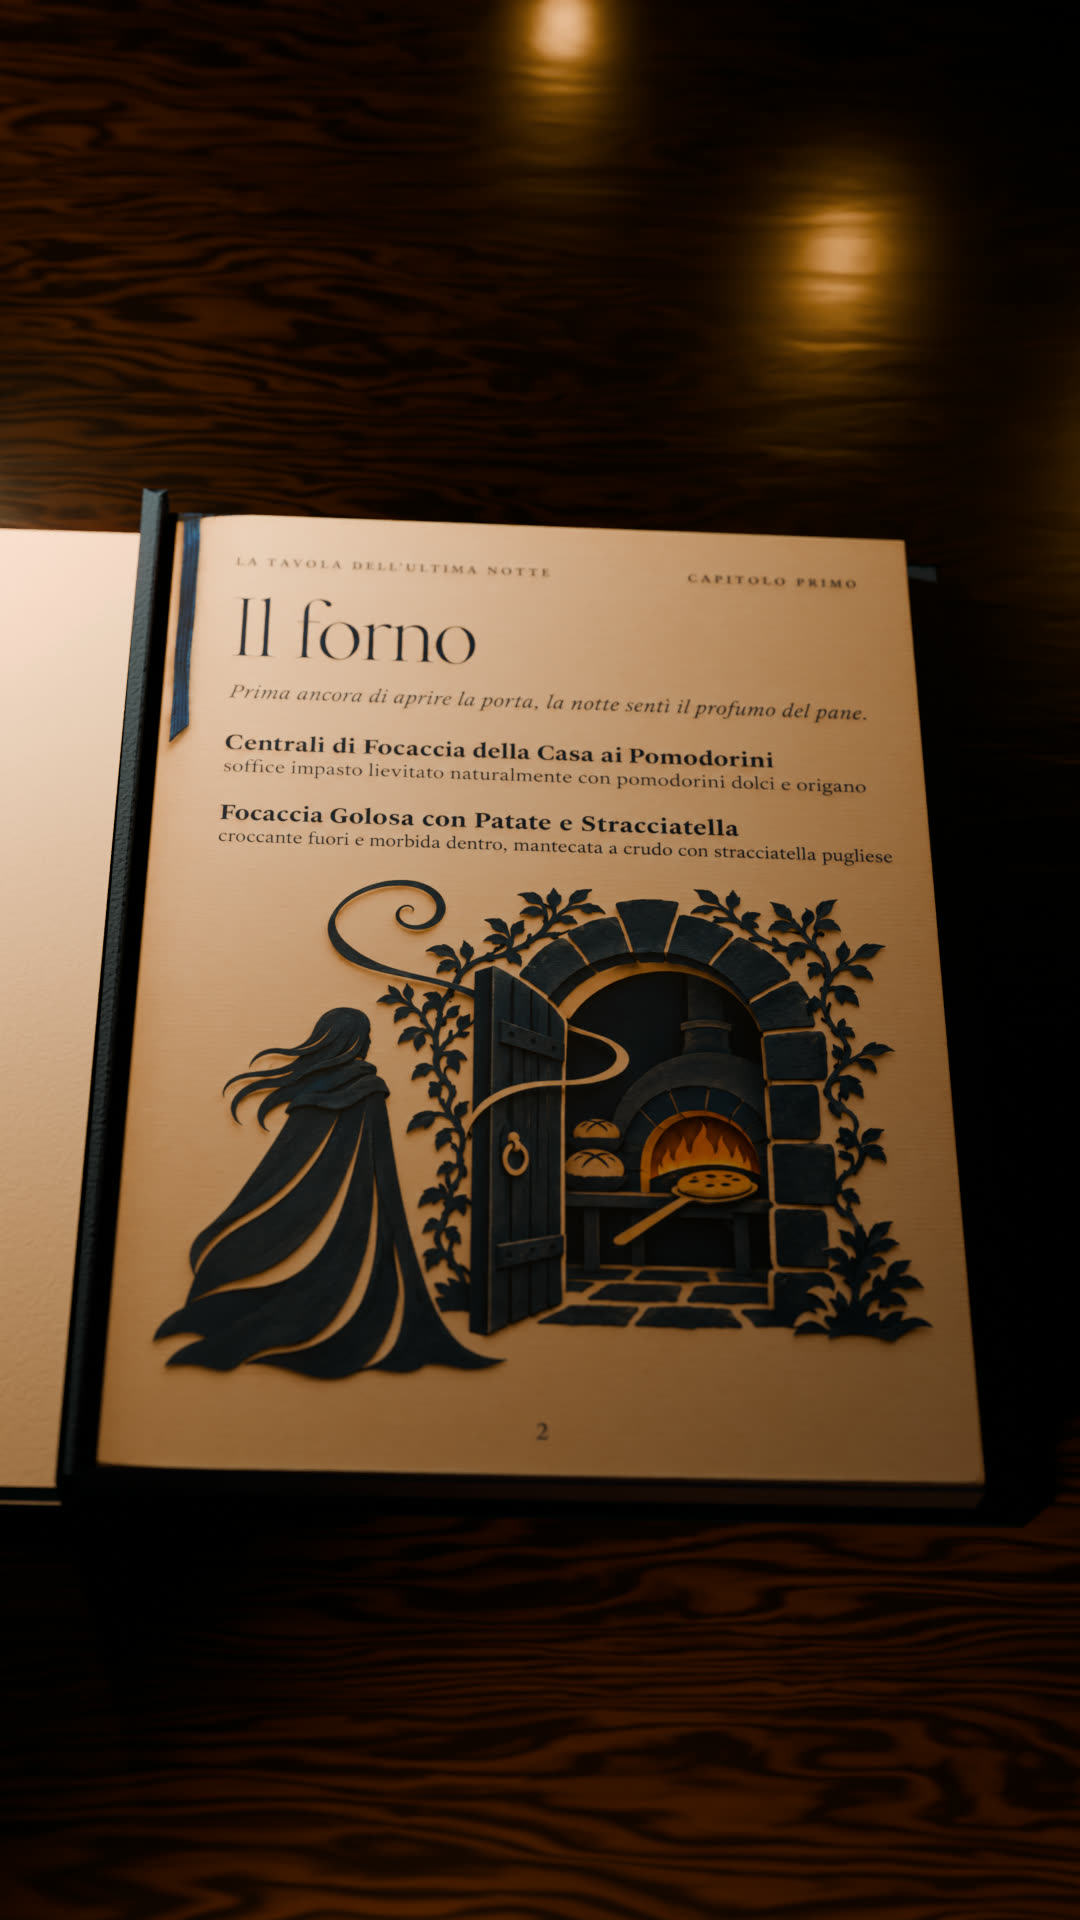 LA TAVOLA DELL'ULTIMA NOTTE
CAPITOLO PRIMO
Il forno
Prima ancora di aprire la porta, la notte sentì il profumo del pane.
Centrali di Focaccia della Casa ai Pomodorini
soffice impasto lievitato naturalmente con pomodorini dolci e origano
Focaccia Golosa con Patate e Stracciatella
croccante fuori e morbida dentro, mantecata a crudo con stracciatella pugliese
2